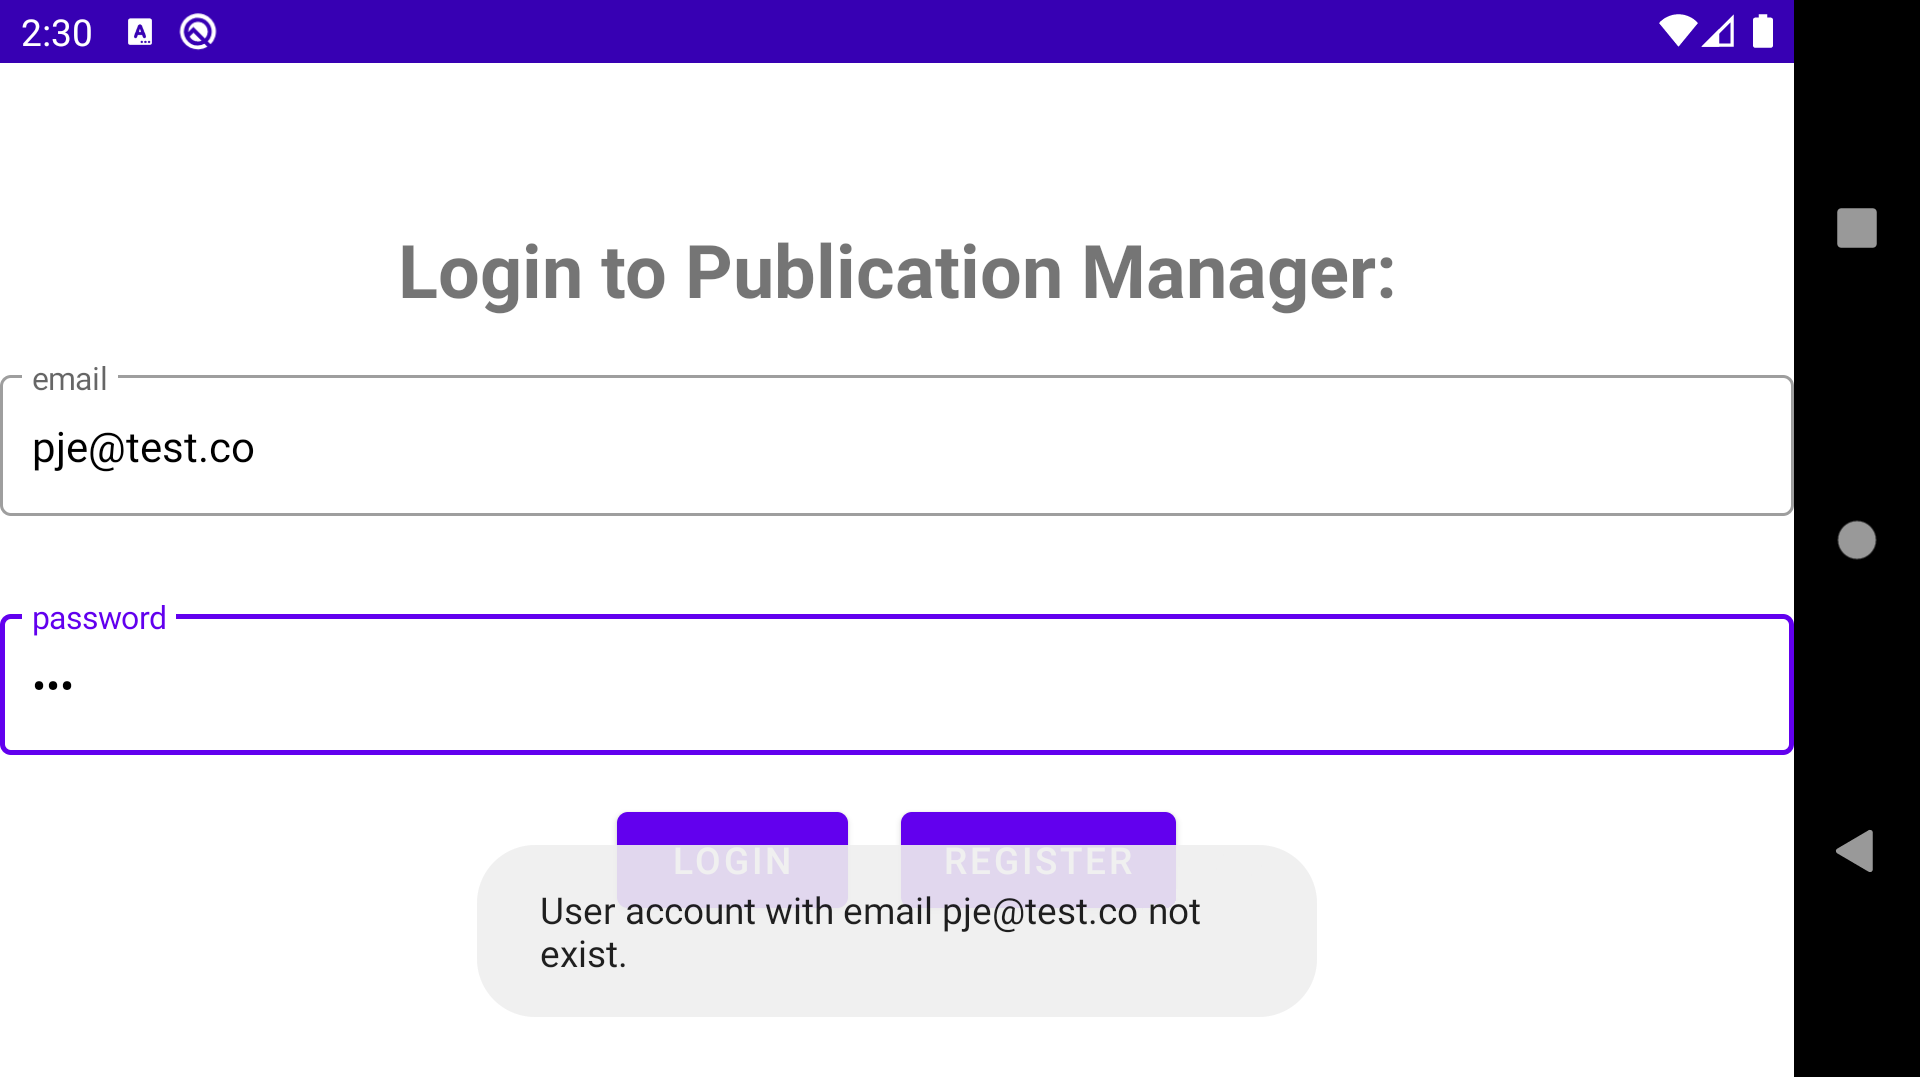 2:30
Login to Publication Manager:
email
pje@test.co
password
•••
LOGIN REGISTER
User account with email pje@test.co not
exist.